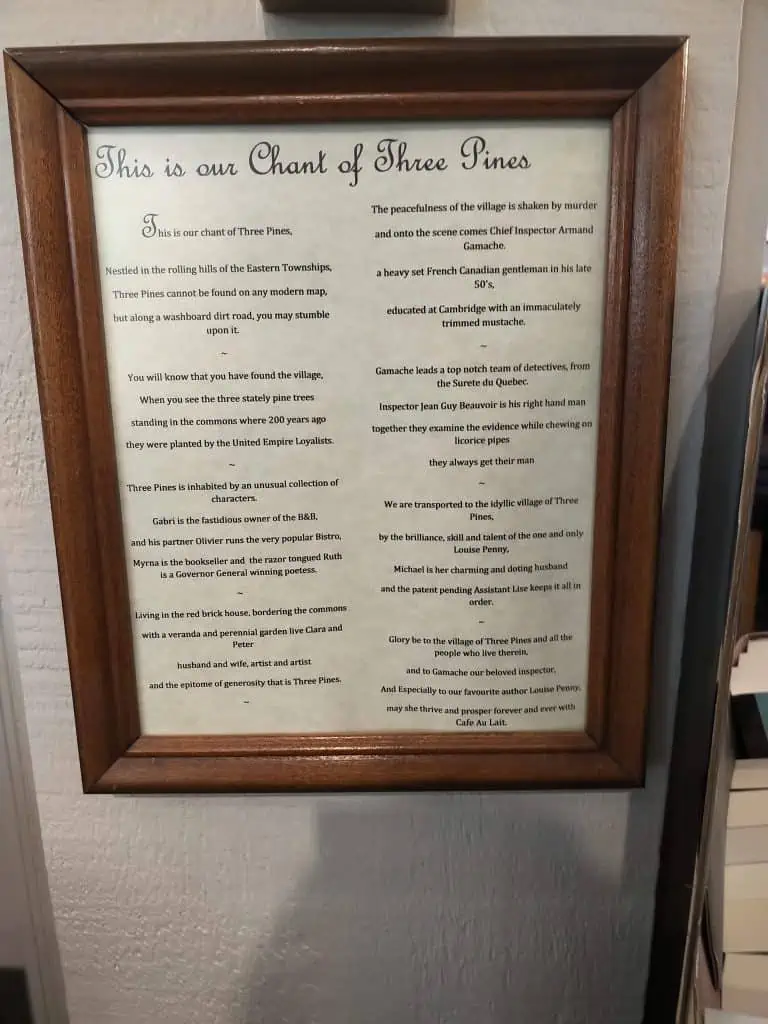 This is our Chant of Three Pines
This is our chant of Three Pines,
Nestled in the rolling hills of the Eastern Townships,
Three Pines cannot be found on any modern map,
but along a washboard dirt road, you may stumble
upon it.
~
You will know that you have found the village,
When you see the three stately pine trees
standing in the commons where 200 years ago
they were planted by the United Empire Loyalists.
~
Three Pines is inhabited by an unusual collection of
characters.
Gabri is the fastidious owner of the B&B,
and his partner Olivier runs the very popular Bistro,
Myrna is the bookseller and the razor tongued Ruth
is a Governor General winning poetess.
~
Living in the red brick house, bordering the commons
with a veranda and perennial garden live Clara and
Peter
husband and wife, artist and artist
and the epitome of generosity that is Three Pines.
~
The peacefulness of the village is shaken by murder
and onto the scene comes Chief Inspector Armand
Gamache.
a heavy set French Canadian gentleman in his late
50's,
educated at Cambridge with an immaculately
trimmed mustache.
~
Gamache leads a top notch team of detectives, from
the Surete du Quebec.
Inspector Jean Guy Beauvoir is his right hand man
together they examine the evidence while chewing on
licorice pipes
they always get their man
~
We are transported to the idyllic village of Three
Pines,
by the brilliance, skill and talent of the one and only
Louise Penny,
Michael is her charming and doting husband
and the patent pending Assistant Lise keeps it all in
order.
~
Glory be to the village of Three Pines and all the
people who live therein,
and to Gamache our beloved inspector,
And Especially to our favourite author Louise Penny,
may she thrive and prosper forever and ever with
Cafe Au Lait.